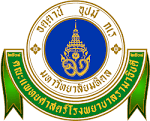 อตฺตานํ อุปมํ กเร
มหาวิทยาลัยมหิดล
คณะแพทยศาสตร์โรงพยาบาลรามาธิบดี